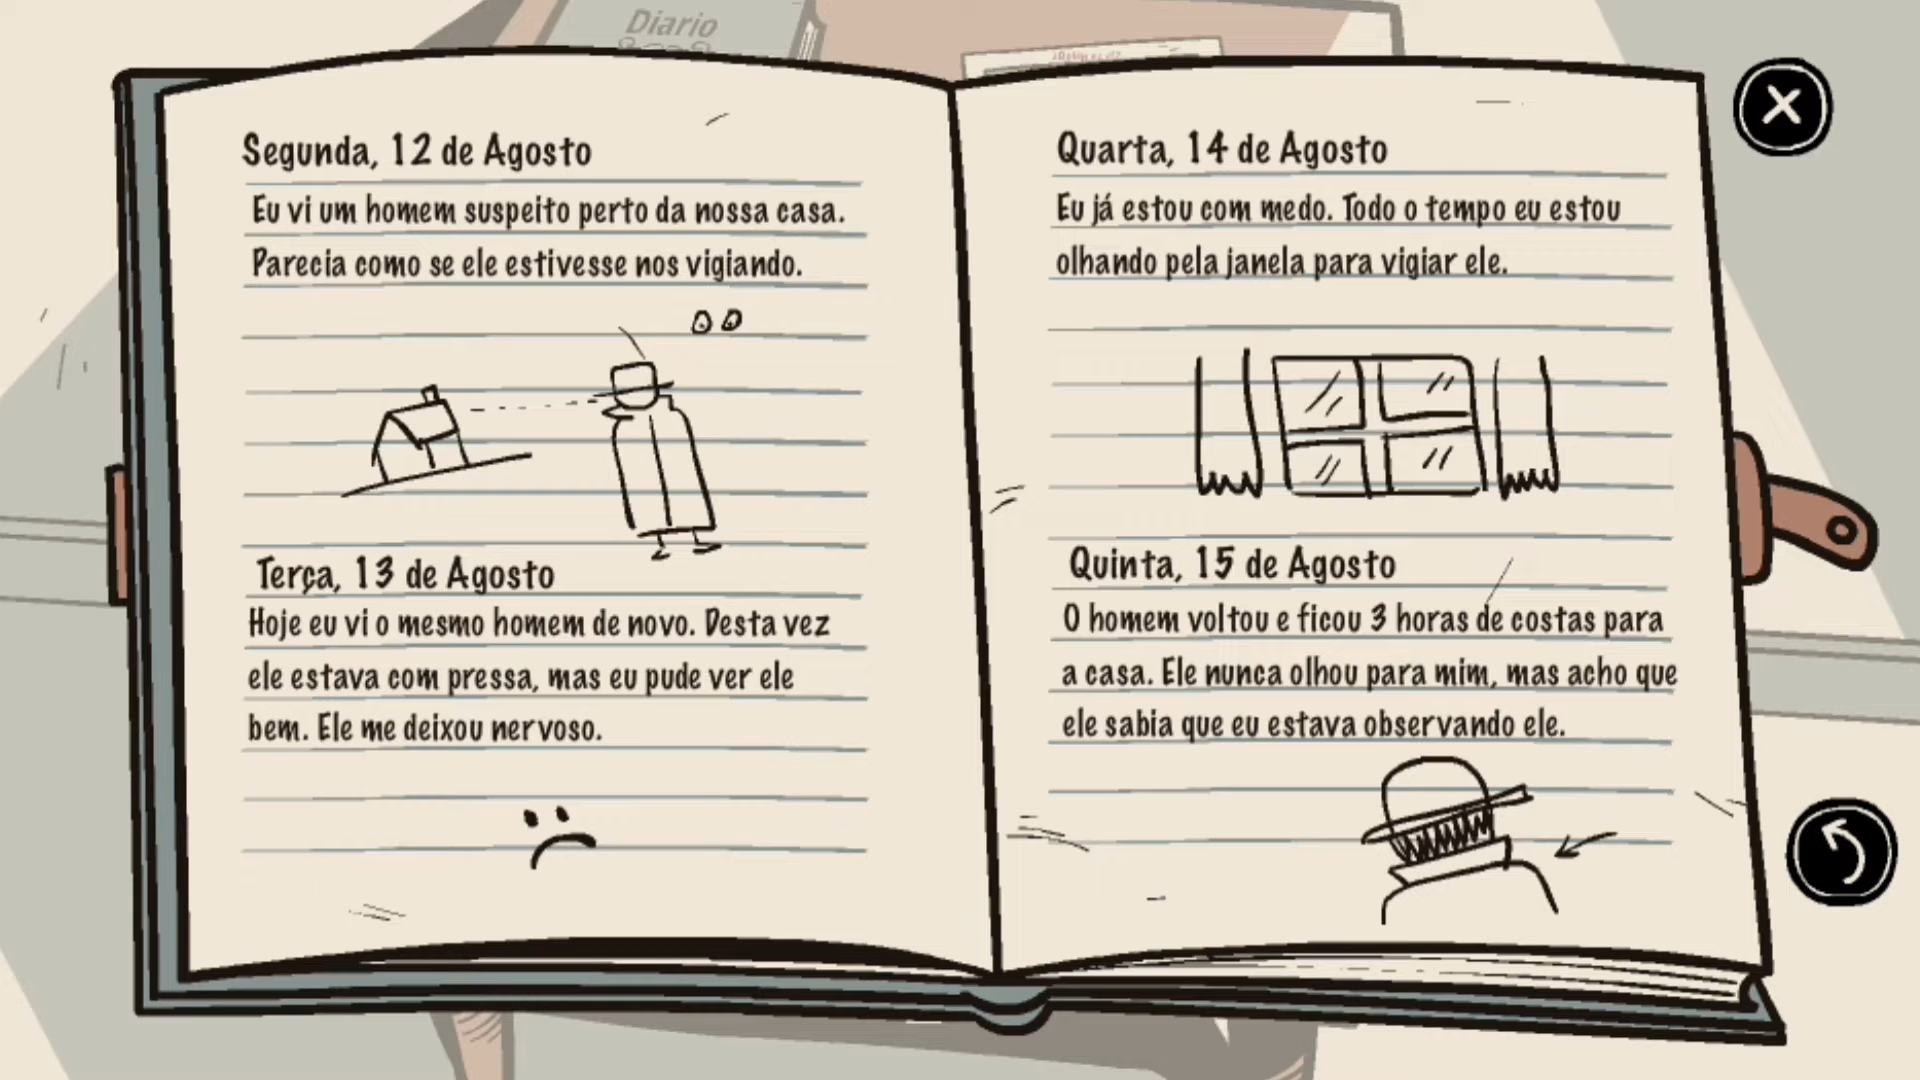 Diario
Segunda, 12 de Agosto
Eu vi um homem suspeito perto da nossa casa.
Parecia como se ele estivesse nos vigiando.
Terça, 13 de Agosto
Hoje eu vi o mesmo homem de novo. Desta vez
ele estava com pressa, mas eu pude ver ele
bem. Ele me deixou nervoso.
Quarta, 14 de Agosto
Eu já estou com medo. Todo o tempo eu estou
olhando pela janela para vigiar ele.
Quinta, 15 de Agosto
O homem voltou e ficou 3 horas de costas para
a casa. Ele nunca olhou para mim, mas acho que
ele sabia que eu estava observando ele.